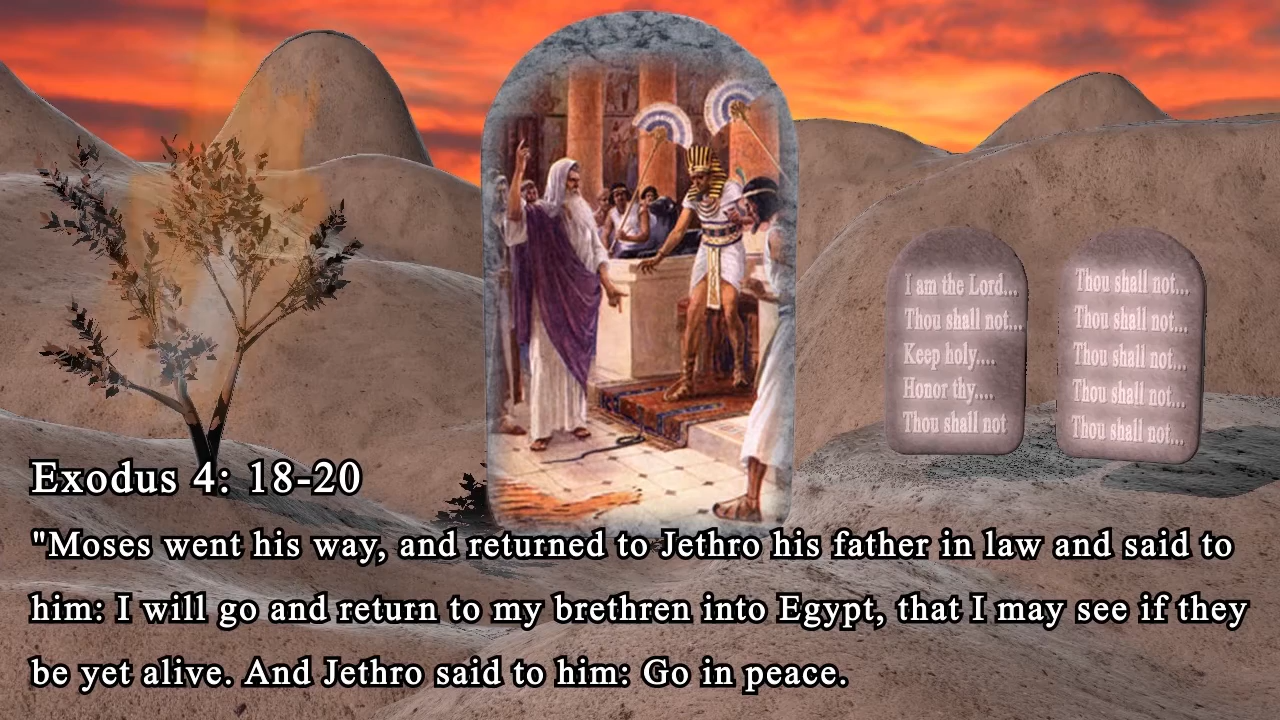 I am the Lord...
Thou shall not...
Keep holy....
Honor thy....
Thou shall not
Thou shall not...
Thou shall not...
Thou shall not...
Thou shall not...
Thou shall not...
Exodus 4: 18-20
"Moses went his way, and returned to Jethro his father in law and said to
him: I will go and return to my brethren into Egypt, that I may see if they
be yet alive. And Jethro said to him: Go in peace.